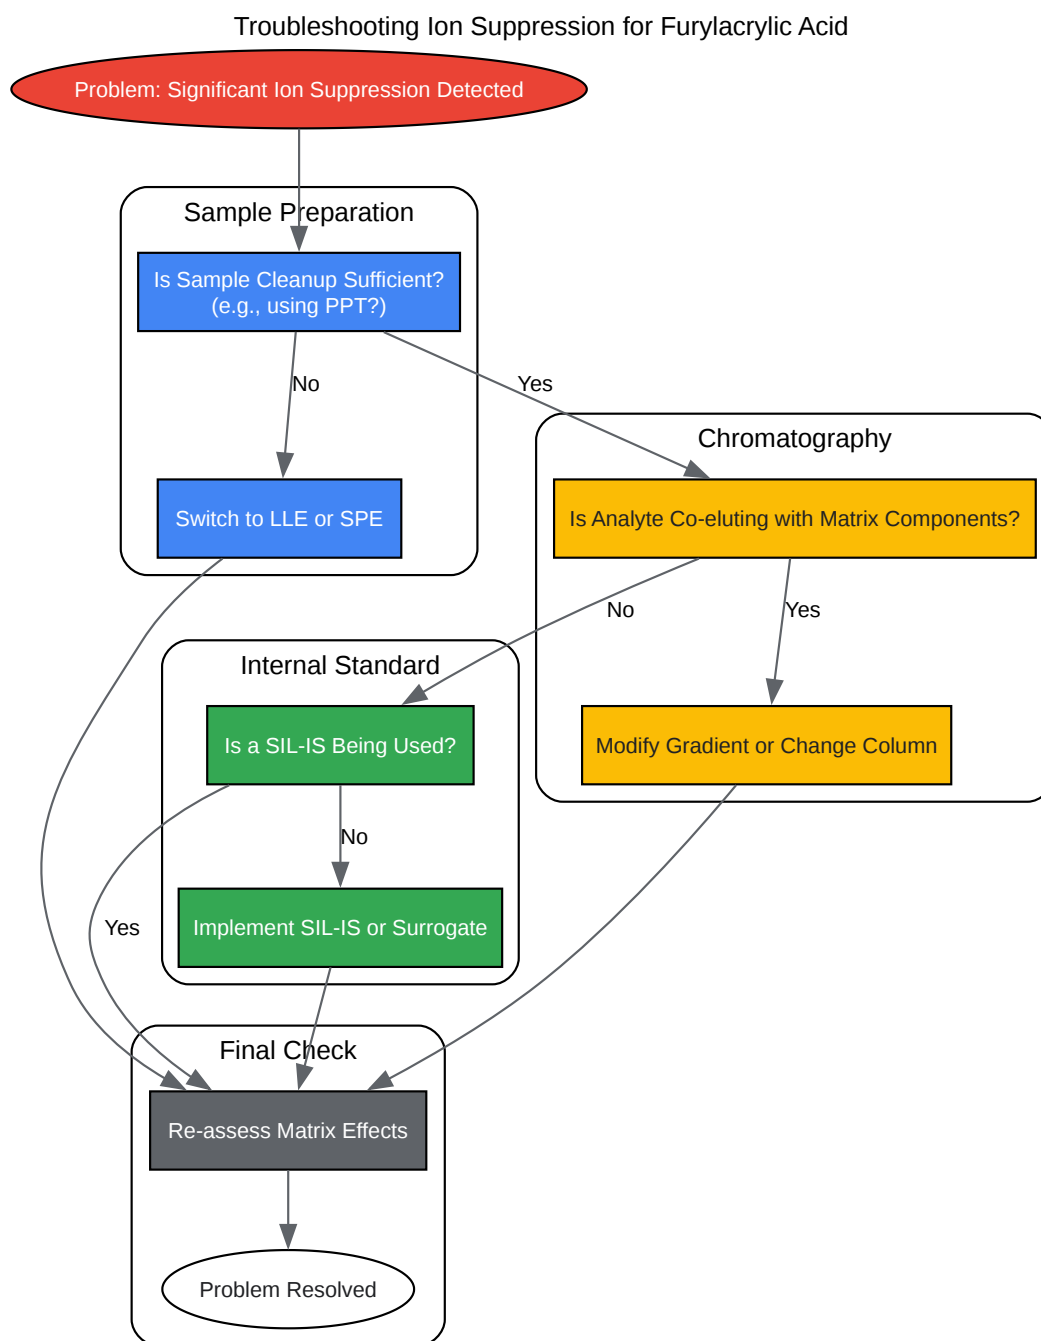 Troubleshooting Ion Suppression for Furylacrylic Acid
Problem: Significant Ion Suppression Detected
Sample Preparation
Is Sample Cleanup Sufficient?
(e.g., using PPT?)
No
Yes
Switch to LLE or SPE
Chromatography
Is Analyte Co-eluting with Matrix Components?
No
Yes
Modify Gradient or Change Column
Internal Standard
Is a SIL-IS Being Used?
No
Yes
Implement SIL-IS or Surrogate
Final Check
Re-assess Matrix Effects
Problem Resolved